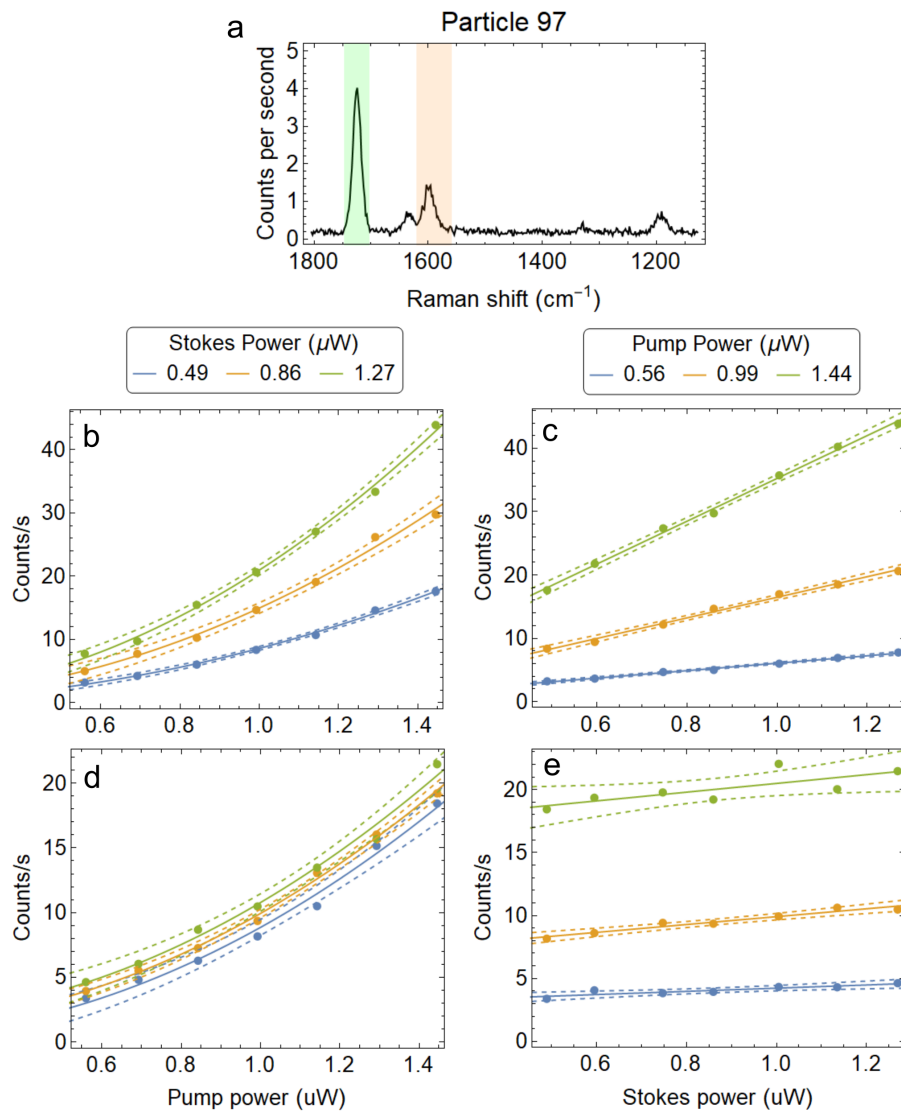 Particle 97
a
Counts per second
5
4
3
2
1
0
1800 1600 1400 1200
Raman shift (cm⁻¹)
Stokes Power (μW)
0.49 0.86 1.27
Pump Power (μW)
0.56 0.99 1.44
b
Counts/s
40
30
20
10
0
0.6 0.8 1.0 1.2 1.4
c
Counts/s
40
30
20
10
0
0.6 0.8 1.0 1.2
d
Counts/s
20
15
10
5
0
0.6 0.8 1.0 1.2 1.4
Pump power (uW)
e
Counts/s
20
15
10
5
0
0.6 0.8 1.0 1.2
Stokes power (uW)